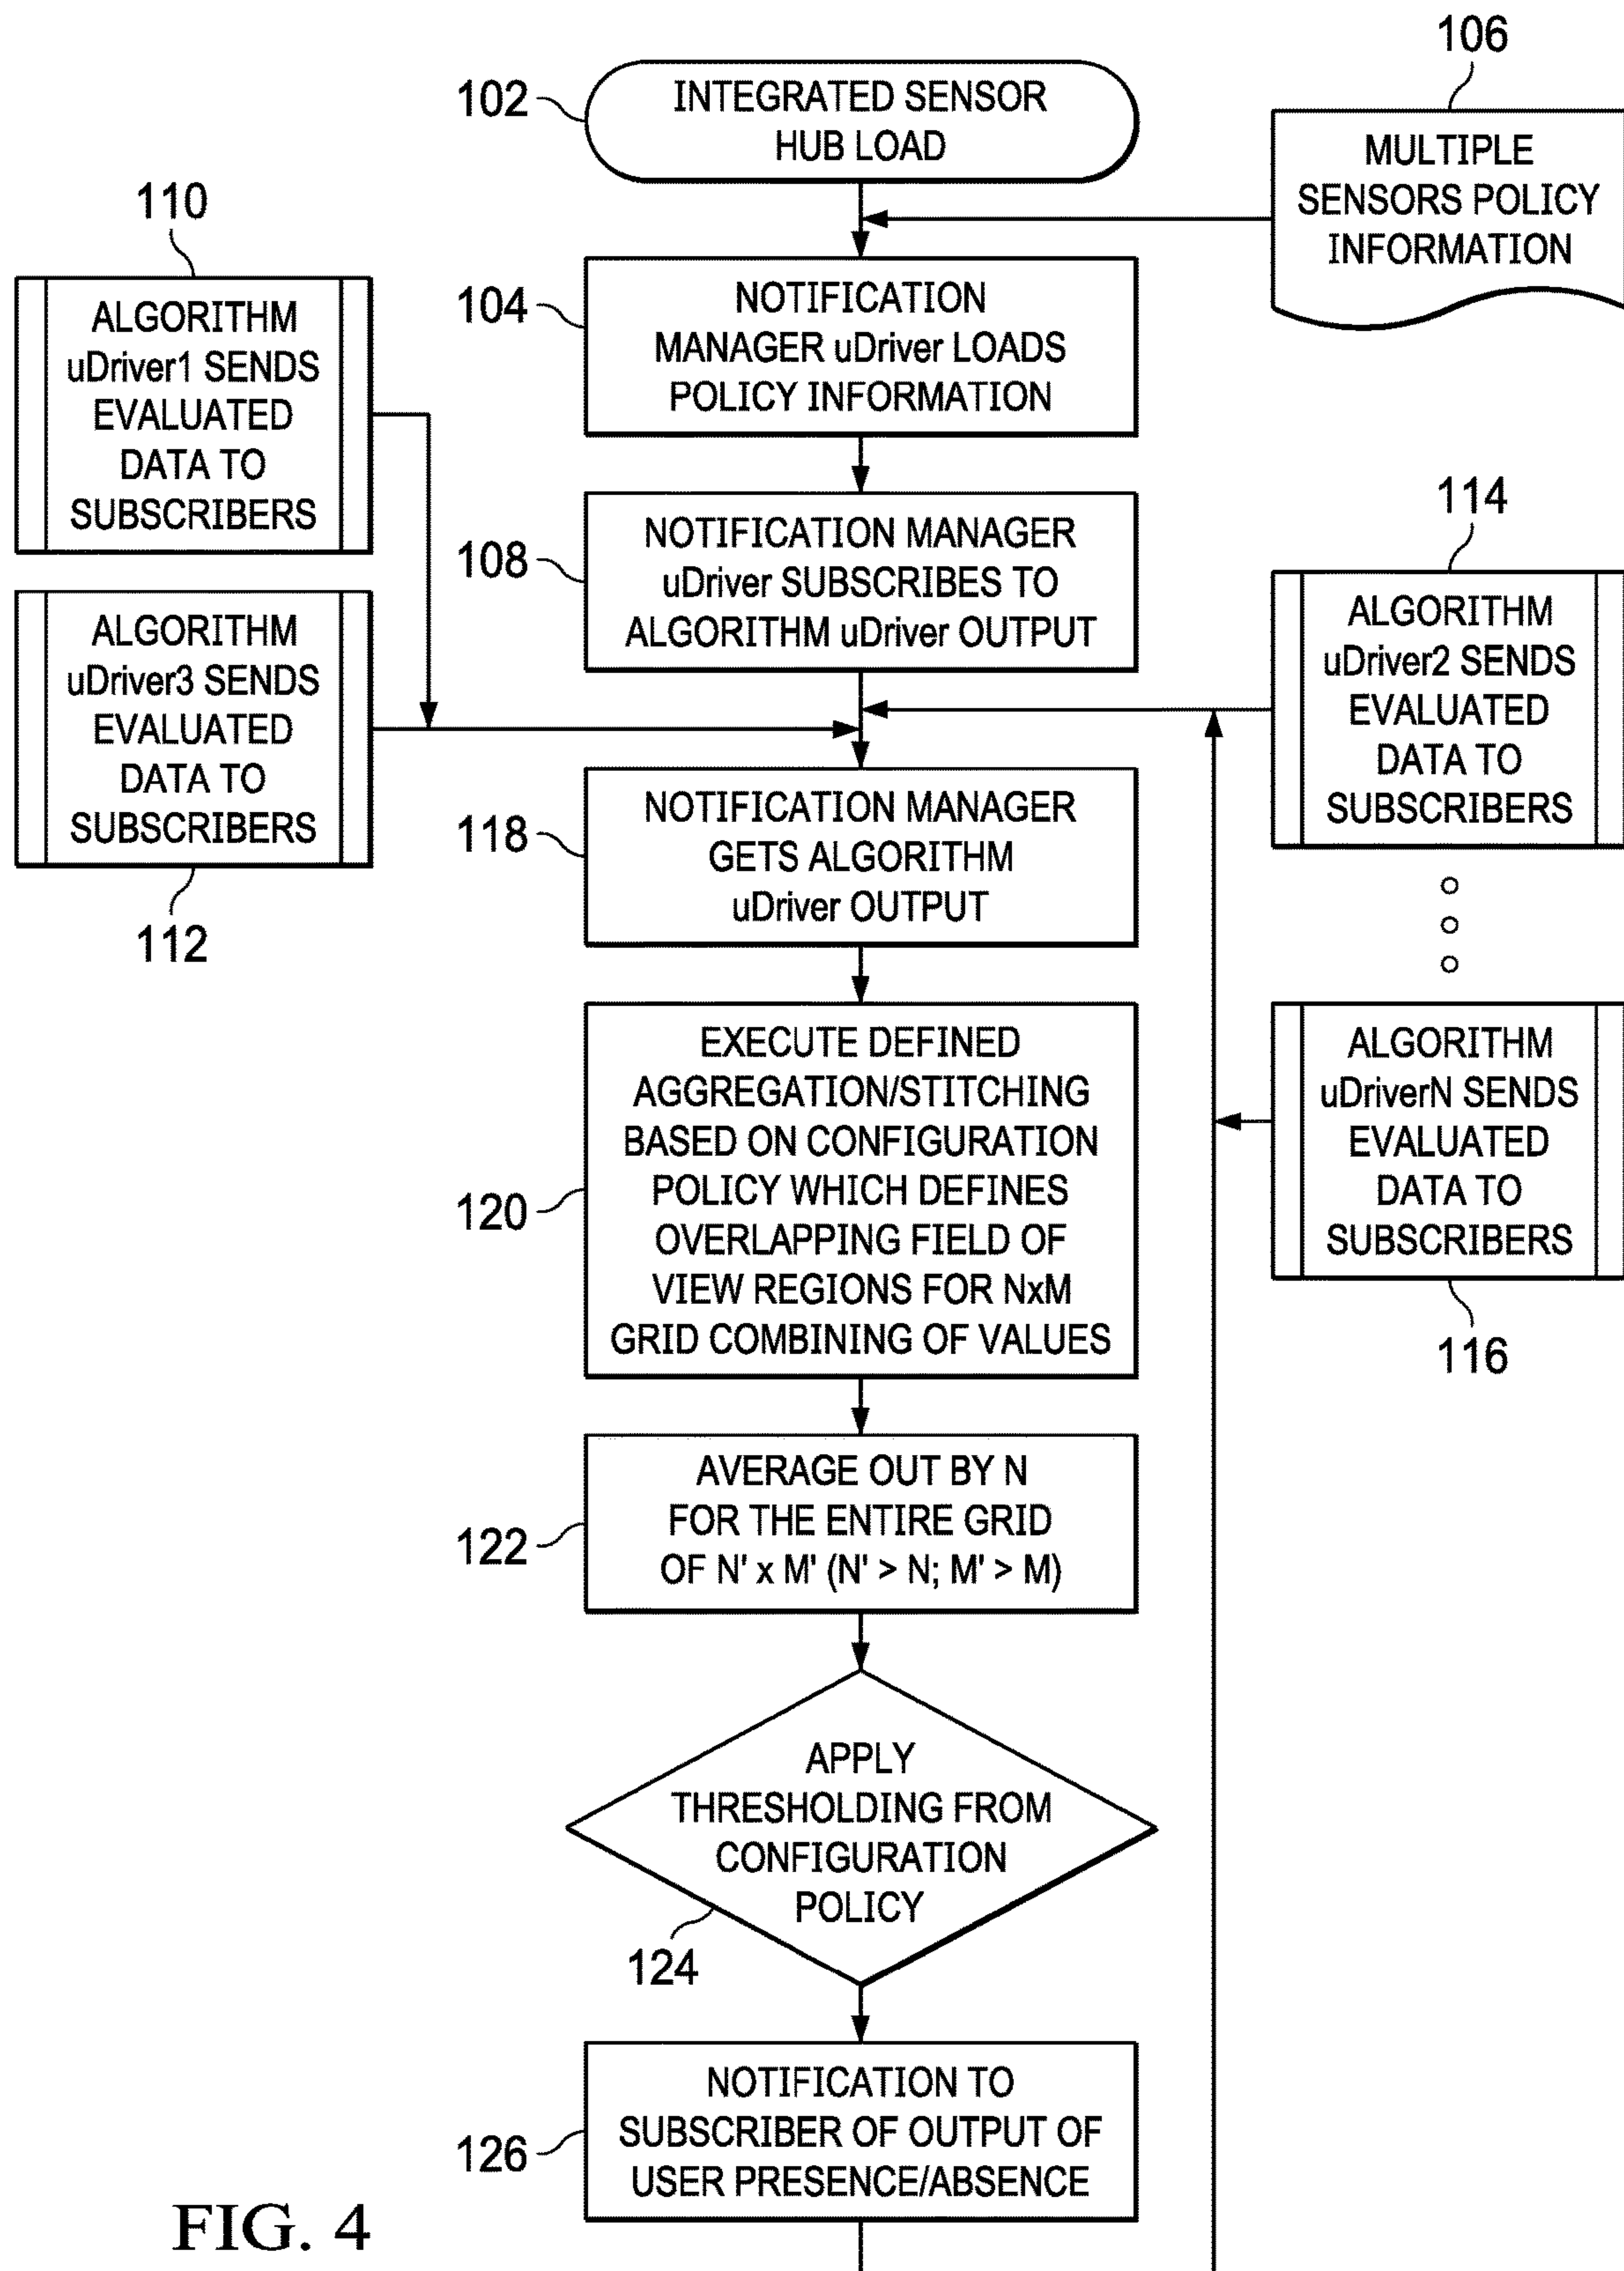 106
102
INTEGRATED SENSOR
HUB LOAD
MULTIPLE
SENSORS POLICY
INFORMATION
110
ALGORITHM
uDriver1 SENDS
EVALUATED
DATA TO
SUBSCRIBERS
104
NOTIFICATION
MANAGER uDriver LOADS
POLICY INFORMATION
108
NOTIFICATION MANAGER
uDriver SUBSCRIBES TO
ALGORITHM uDriver OUTPUT
114
ALGORITHM
uDriver2 SENDS
EVALUATED
DATA TO
SUBSCRIBERS
ALGORITHM
uDriver3 SENDS
EVALUATED
DATA TO
SUBSCRIBERS
112
118
NOTIFICATION MANAGER
GETS ALGORITHM
uDriver OUTPUT
120
EXECUTE DEFINED
AGGREGATION/STITCHING
BASED ON CONFIGURATION
POLICY WHICH DEFINES
OVERLAPPING FIELD OF
VIEW REGIONS FOR NxM
GRID COMBINING OF VALUES
ALGORITHM
uDriverN SENDS
EVALUATED
DATA TO
SUBSCRIBERS
116
122
AVERAGE OUT BY N
FOR THE ENTIRE GRID
OF N' x M' (N' > N; M' > M)
APPLY
THRESHOLDING FROM
CONFIGURATION
POLICY
124
126
NOTIFICATION TO
SUBSCRIBER OF OUTPUT OF
USER PRESENCE/ABSENCE
FIG. 4